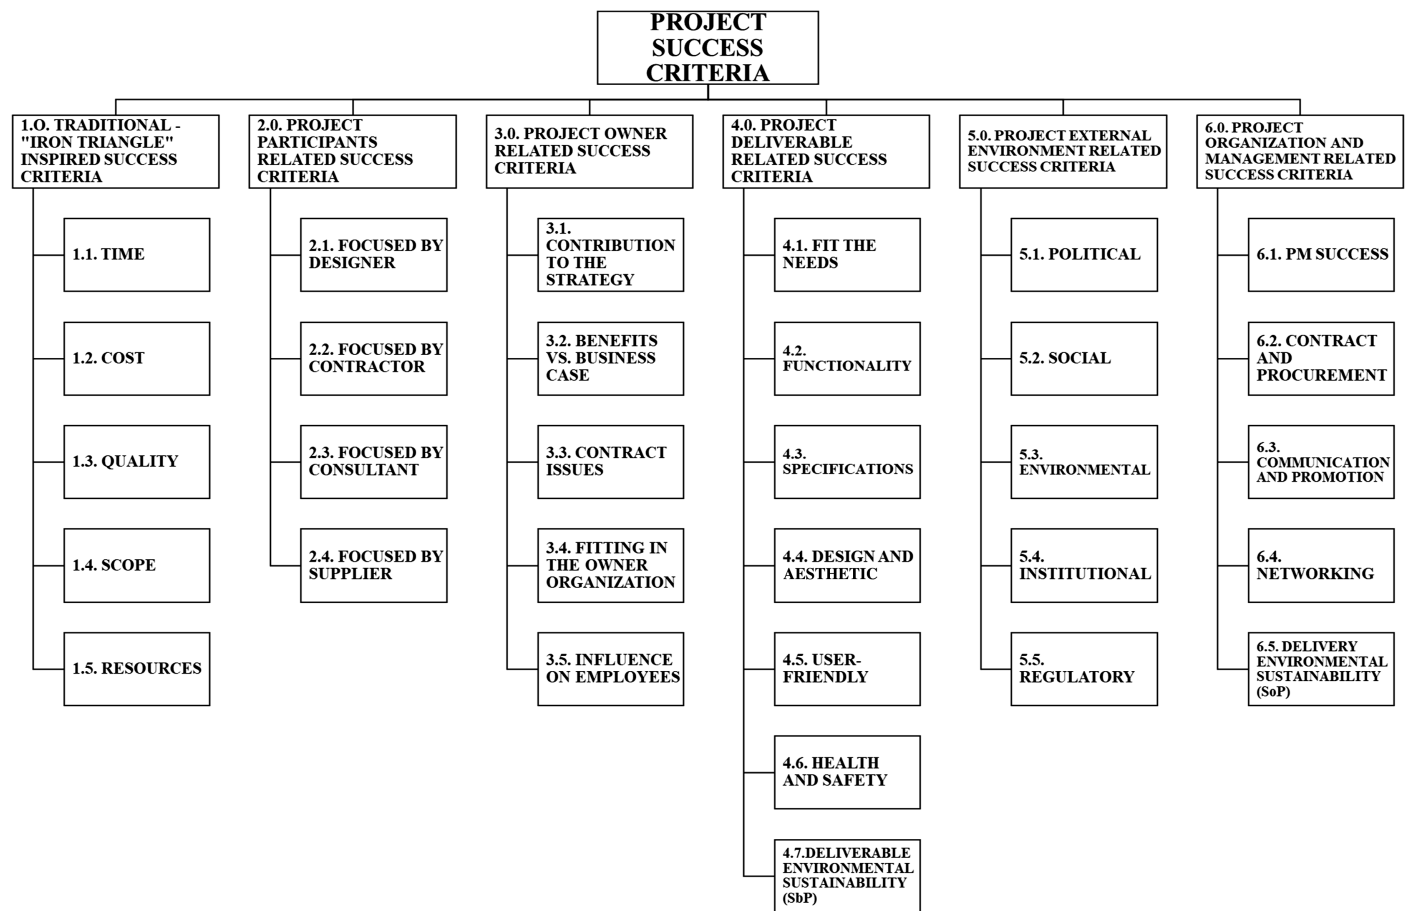 PROJECT
SUCCESS
CRITERIA
1.O. TRADITIONAL -
"IRON TRIANGLE"
INSPIRED SUCCESS
CRITERIA
1.1. TIME
1.2. COST
1.3. QUALITY
1.4. SCOPE
1.5. RESOURCES
2.0. PROJECT
PARTICIPANTS
RELATED SUCCESS
CRITERIA
2.1. FOCUSED BY
DESIGNER
2.2. FOCUSED BY
CONTRACTOR
2.3. FOCUSED BY
CONSULTANT
2.4. FOCUSED BY
SUPPLIER
3.0. PROJECT OWNER
RELATED SUCCESS
CRITERIA
3.1.
CONTRIBUTION
TO THE
STRATEGY
3.2. BENEFITS
VS. BUSINESS
CASE
3.3. CONTRACT
ISSUES
3.4. FITTING IN
THE OWNER
ORGANIZATION
3.5. INFLUENCE
ON EMPLOYEES
4.0. PROJECT
DELIVERABLE
RELATED SUCCESS
CRITERIA
4.1. FIT THE
NEEDS
4.2.
FUNCTIONALITY
4.3.
SPECIFICATIONS
4.4. DESIGN AND
AESTHETIC
4.5. USER-
FRIENDLY
4.6. HEALTH
AND SAFETY
4.7.DELIVERABLE
ENVIRONMENTAL
SUSTAINABILITY
(SbP)
5.0. PROJECT EXTERNAL
ENVIRONMENT RELATED
SUCCESS CRITERIA
5.1. POLITICAL
5.2. SOCIAL
5.3.
ENVIRONMENTAL
5.4.
INSTITUTIONAL
5.5.
REGULATORY
6.0. PROJECT
ORGANIZATION AND
MANAGEMENT RELATED
SUCCESS CRITERIA
6.1. PM SUCCESS
6.2. CONTRACT
AND
PROCUREMENT
6.3.
COMMUNICATION
AND PROMOTION
6.4.
NETWORKING
6.5. DELIVERY
ENVIRONMENTAL
SUSTAINABILITY
(SoP)